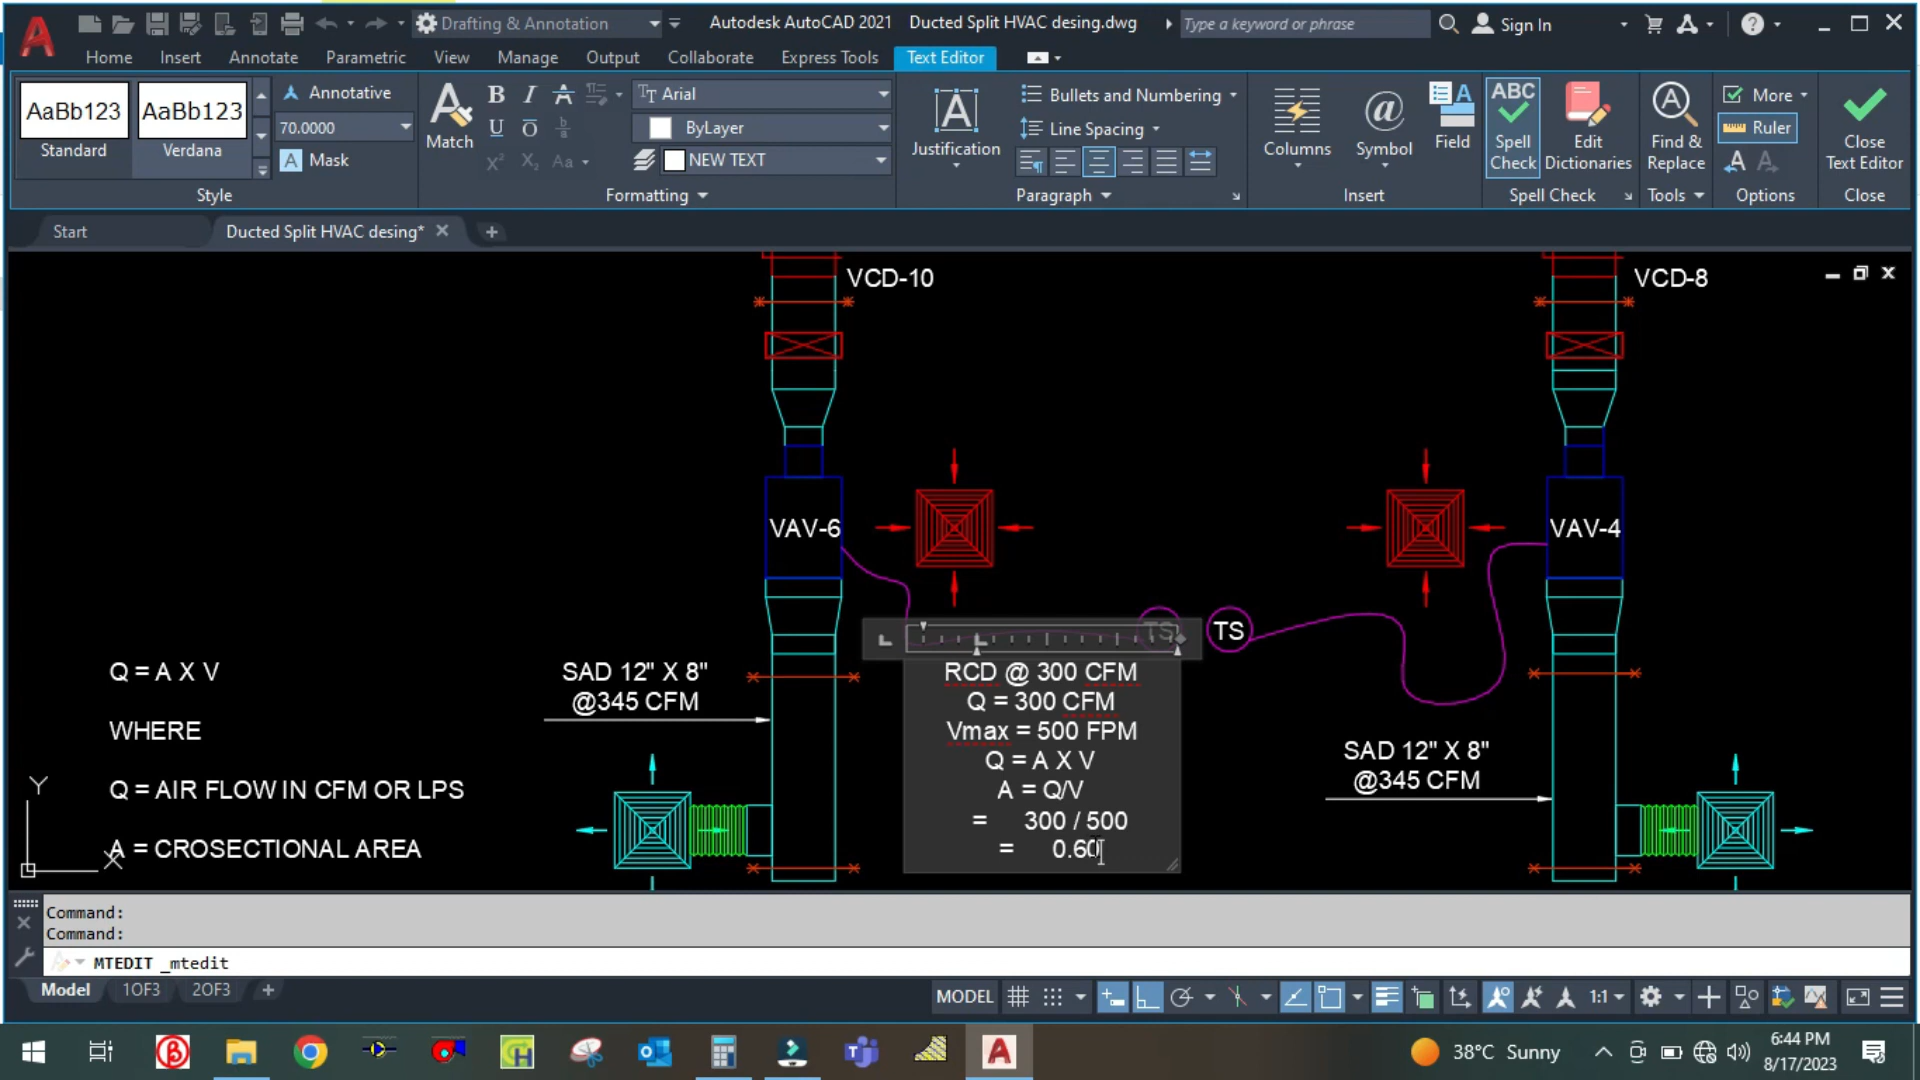 Drafting & Annotation
Autodesk AutoCAD 2021 Ducted Split HVAC desing.dwg
Type a keyword or phrase
Sign In
Home Insert Annotate Parametric View Manage Output Collaborate Express Tools Text Editor
AaBb123 AaBb123
Standard Verdana
Annotative
70.0000
Mask
Style
Match
Arial
ByLayer
NEW TEXT
Formatting
Justification
Bullets and Numbering
Line Spacing
Paragraph
Columns
Symbol
Field
Insert
ABC
Spell
Check
Edit
Dictionaries
Spell Check
Find &
Replace
Tools
More
Ruler
Options
Close
Text Editor
Close
Start
Ducted Split HVAC desing*
VCD-10
VCD-8
VAV-6
VAV-4
TS
TS
Q = A X V
WHERE
Q = AIR FLOW IN CFM OR LPS
A = CROSECTIONAL AREA
Y
X
SAD 12" X 8"
@345 CFM
RCD @ 300 CFM
Q = 300 CFM
Vmax = 500 FPM
Q = A X V
A = Q/V
= 300 / 500
= 0.60
SAD 12" X 8"
@345 CFM
Command:
Command:
MTEDIT _mtedit
Model 1OF3 2OF3
MODEL
1:1
38°C Sunny
6:44 PM
8/17/2023